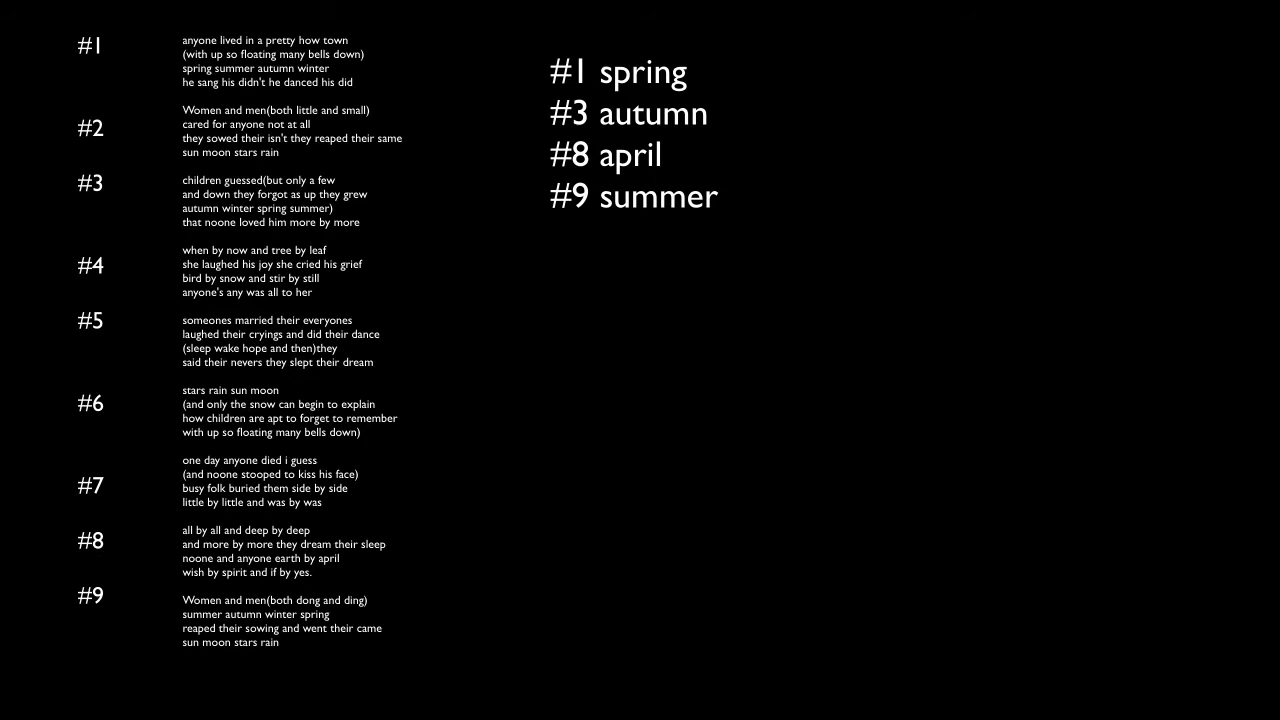 #1
anyone lived in a pretty how town
(with up so floating many bells down)
spring summer autumn winter
he sang his didn't he danced his did
#2
Women and men(both little and small)
cared for anyone not at all
they sowed their isn't they reaped their same
sun moon stars rain
#3
children guessed(but only a few
and down they forgot as up they grew
autumn winter spring summer)
that noone loved him more by more
#4
when by now and tree by leaf
she laughed his joy she cried his grief
bird by snow and stir by still
anyone's any was all to her
#5
someones married their everyones
laughed their cryings and did their dance
(sleep wake hope and then)they
said their nevers they slept their dream
#6
stars rain sun moon
(and only the snow can begin to explain
how children are apt to forget to remember
with up so floating many bells down)
#7
one day anyone died i guess
(and noone stooped to kiss his face)
busy folk buried them side by side
little by little and was by was
#8
all by all and deep by deep
and more by more they dream their sleep
noone and anyone earth by april
wish by spirit and if by yes.
#9
Women and men(both dong and ding)
summer autumn winter spring
reaped their sowing and went their came
sun moon stars rain
#1 spring
#3 autumn
#8 april
#9 summer